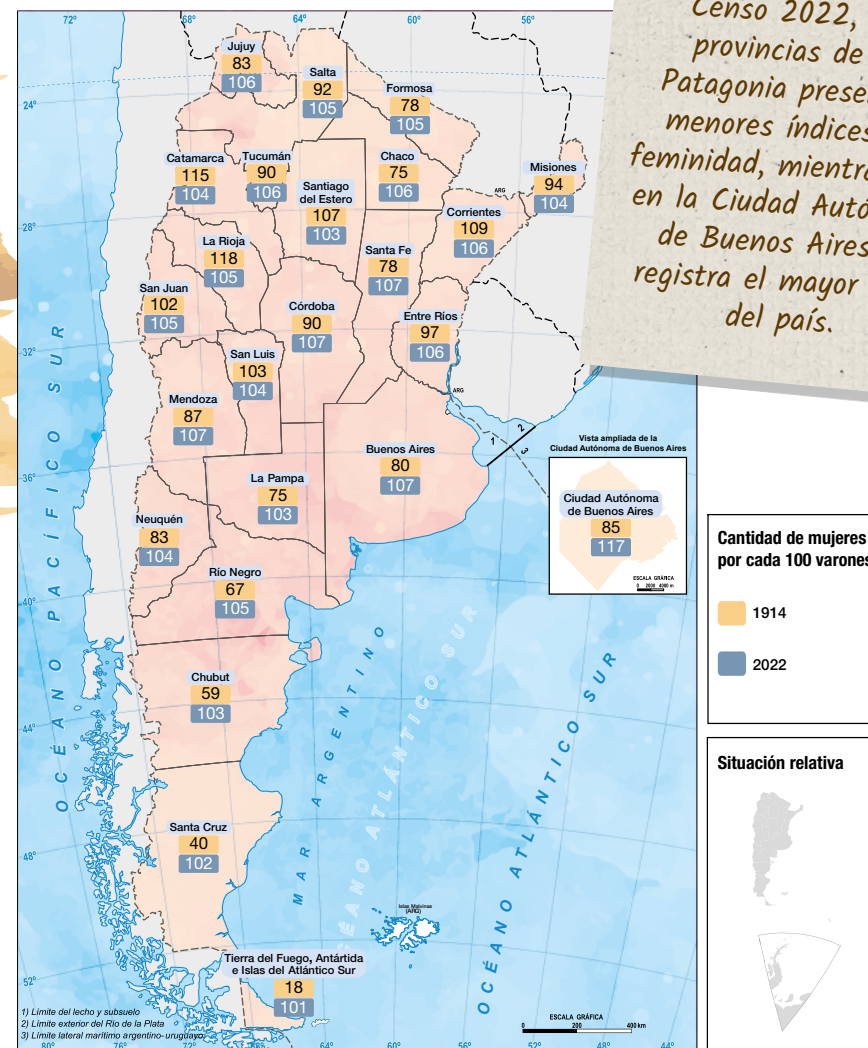 Censo 2022,
provincias de
Patagonia
menores
feminidad,
en la Ciudad
de Buenos Aires
registra el mayor
del país.
72°
68°
64°
60°
56°
24°
28°
32°
36°
40°
44°
48°
52°
Jujuy
83
106
Salta
92
105
Formosa
78
105
Catamarca
115
104
Tucumán
90
106
Chaco
75
106
Misiones
94
104
Santiago
del Estero
107
103
ARG
Corrientes
109
106
La Rioja
118
105
Santa Fe
78
107
San Juan
102
105
Córdoba
90
107
Entre Ríos
97
106
San Luis
103
104
ARG
Mendoza
87
107
Buenos Aires
80
107
1
2
3
La Pampa
75
103
Neuquén
83
104
Río Negro
67
105
Chubut
59
103
Santa Cruz
40
102
Tierra del Fuego, Antártida
e Islas del Atlántico Sur
18
101
Islas Malvinas
(ARG)
OCÉANO PACÍFICO SUR
MAR ARGENTINO
OCÉANO ATLÁNTICO SUR
OCÉANO ATLÁNTICO SUR
Vista ampliada de la
Ciudad Autónoma de Buenos Aires
Ciudad Autónoma
de Buenos Aires
85
117
ESCALA GRÁFICA
0 2000 4000 m
Cantidad de mujeres
por cada 100 varones
1914
2022
Situación relativa
1) Límite del lecho y subsuelo
2) Límite exterior del Río de la Plata
3) Límite lateral marítimo argentino-uruguayo
ESCALA GRÁFICA
0 200 400 km
80°
76°
72°
68°
64°
60°
56°
52°
48°
44°